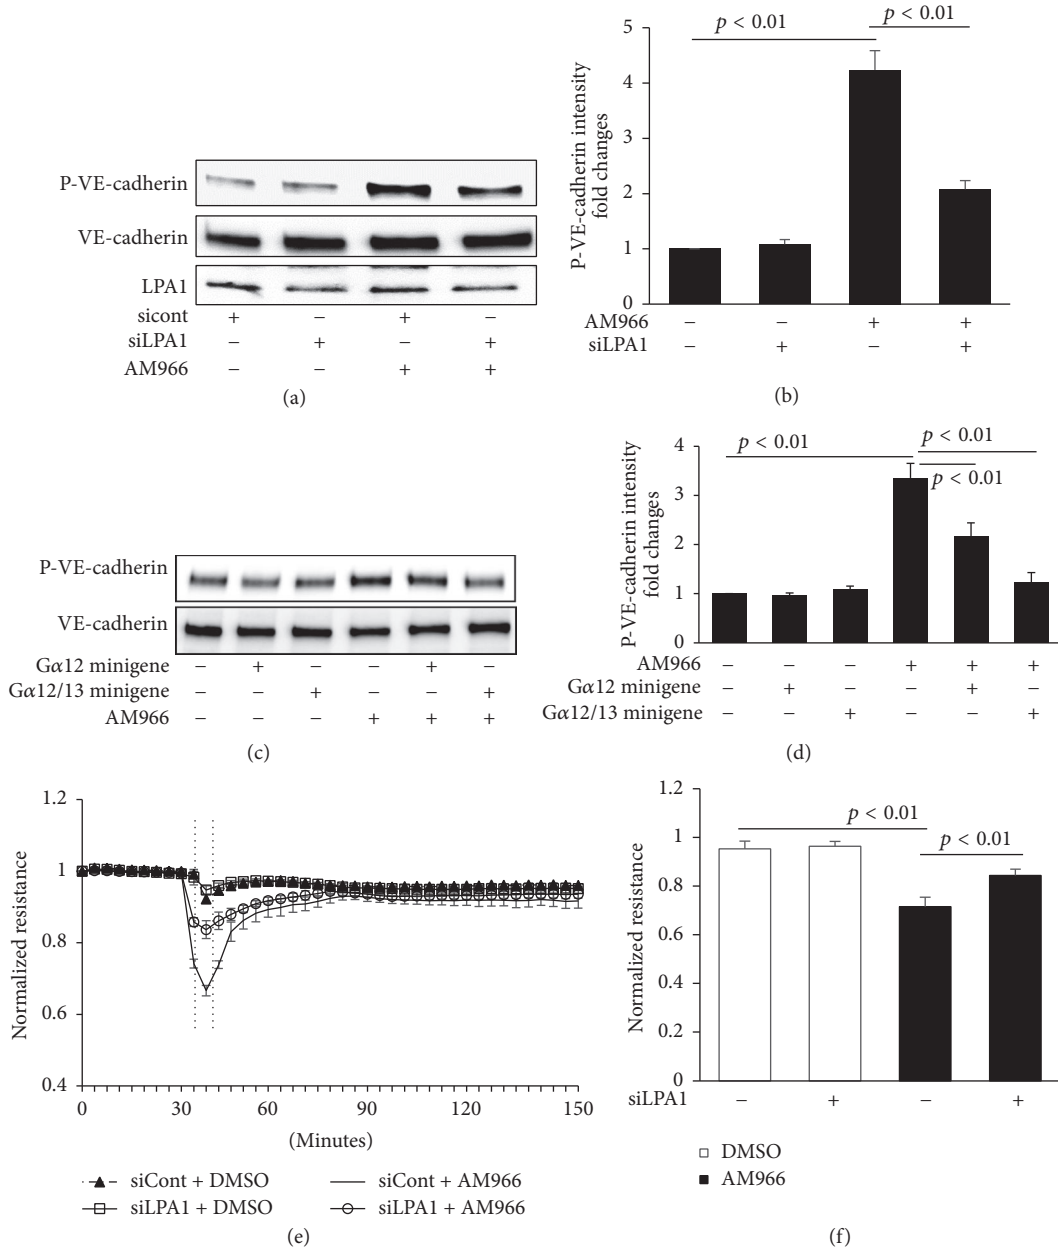 P-VE-cadherin
VE-cadherin
LPA1
sicont + − + −
siLPA1 − + − +
AM966 − − + +
(a)
P-VE-cadherin intensity
fold changes
5
4
3
2
1
0
p < 0.01
p < 0.01
AM966 − − + +
siLPA1 − + − +
(b)
P-VE-cadherin
VE-cadherin
Gα12 minigene − + − − + −
Gα12/13 minigene − − + − − +
AM966 − − − + + +
(c)
P-VE-cadherin intensity
fold changes
4
3
2
1
0
p < 0.01
p < 0.01
p < 0.01
AM966 − − − + + +
Gα12 minigene − + − − + −
Gα12/13 minigene − − + − − +
(d)
Normalized resistance
1.2
1
0.8
0.6
0.4
0 30 60 90 120 150
(Minutes)
siCont + DMSO
siCont + AM966
siLPA1 + DMSO
siLPA1 + AM966
(e)
Normalized resistance
1.2
1
0.8
0.6
0.4
0.2
0
p < 0.01
p < 0.01
siLPA1 − + − +
DMSO
AM966
(f)